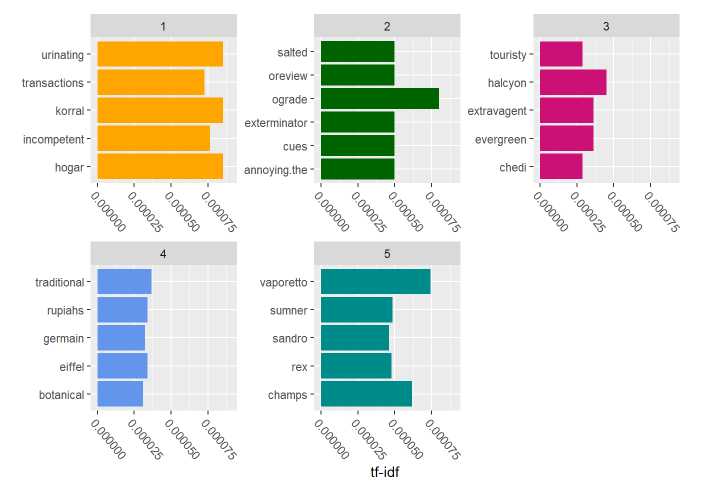 1
urinating
transactions
korral
incompetent
hogar
0.000000
0.000025
0.000050
0.000075
2
salted
oreview
ograde
exterminator
cues
annoying.the
0.000000
0.000025
0.000050
0.000075
3
touristy
halcyon
extravagent
evergreen
chedi
0.000000
0.000025
0.000050
0.000075
4
traditional
rupiahs
germain
eiffel
botanical
0.000000
0.000025
0.000050
0.000075
5
vaporetto
sumner
sandro
rex
champs
0.000000
0.000025
0.000050
0.000075
tf-idf